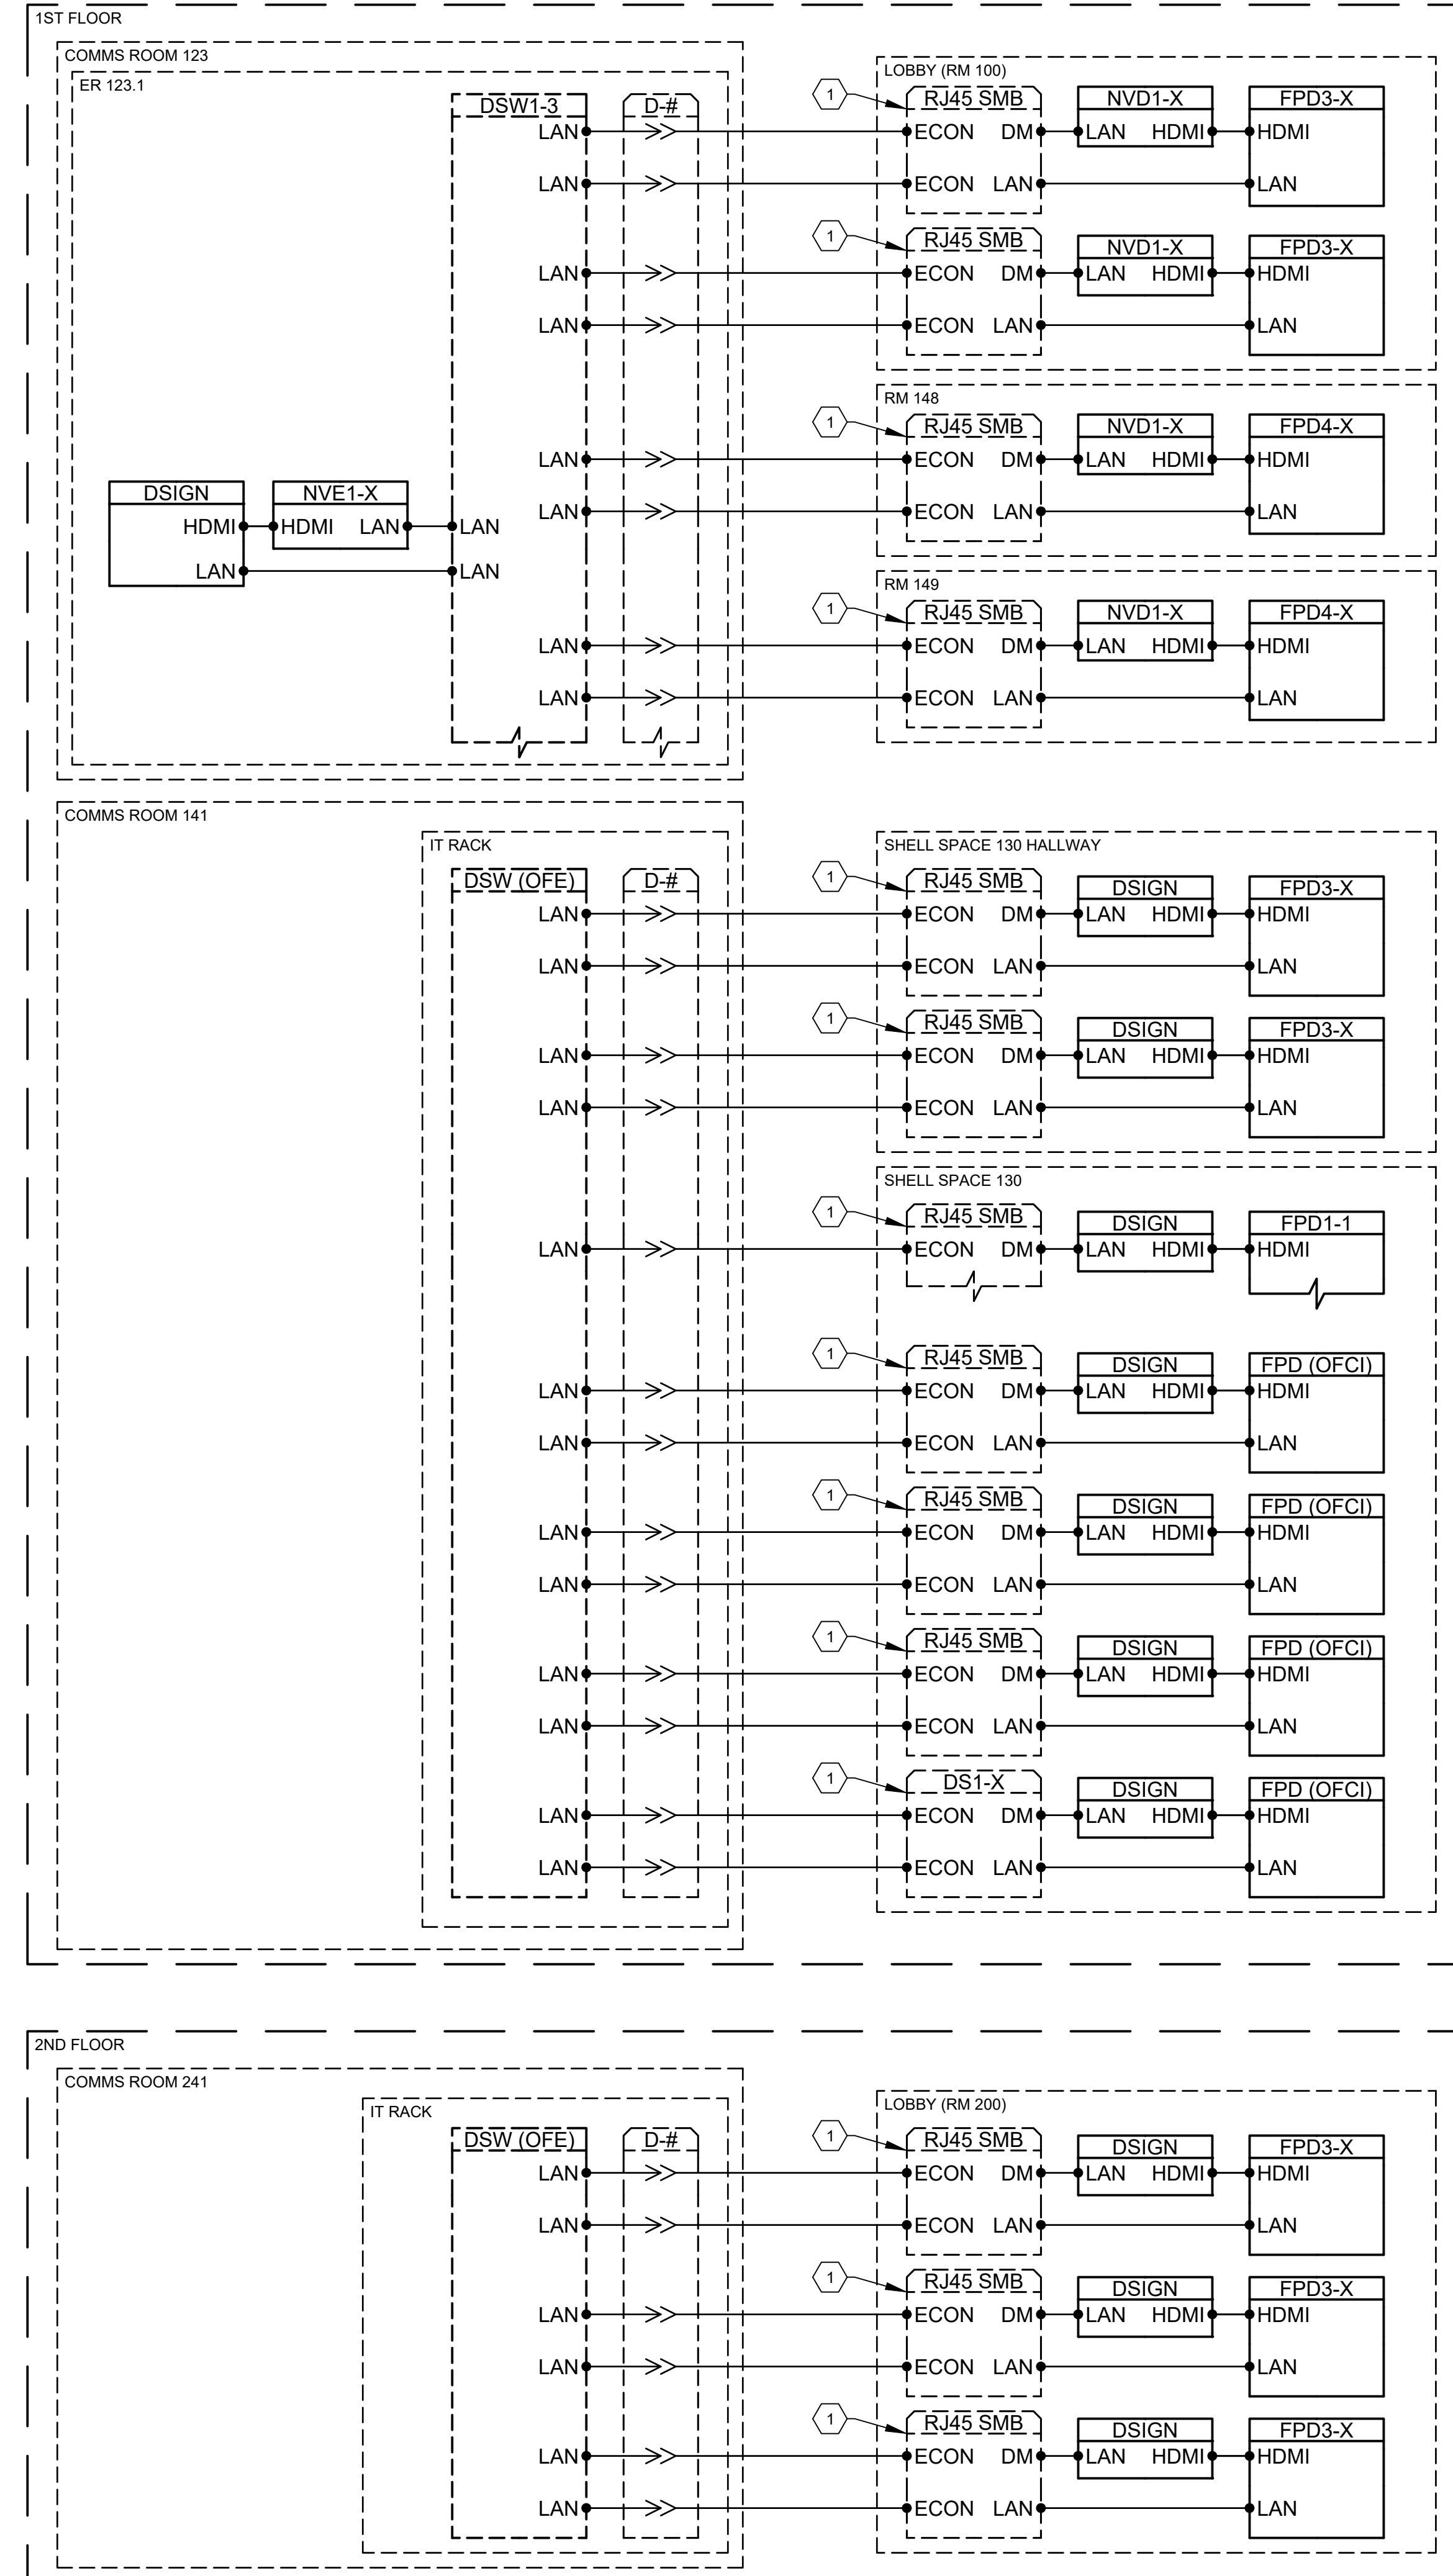 1ST FLOOR
COMMS ROOM 123
ER 123.1
DSW1-3 D-#
LOBBY (RM 100)
1 RJ45 SMB NVD1-X FPD3-X
LAN ECON DM LAN HDMI HDMI
LAN ECON LAN LAN
1 RJ45 SMB NVD1-X FPD3-X
LAN ECON DM LAN HDMI HDMI
LAN ECON LAN LAN
RM 148
1 RJ45 SMB NVD1-X FPD4-X
LAN ECON DM LAN HDMI HDMI
LAN ECON LAN LAN
DSIGN NVE1-X
HDMI HDMI LAN LAN
LAN LAN
RM 149
1 RJ45 SMB NVD1-X FPD4-X
LAN ECON DM LAN HDMI HDMI
LAN ECON LAN LAN
COMMS ROOM 141
IT RACK
DSW (OFE) D-#
SHELL SPACE 130 HALLWAY
1 RJ45 SMB DSIGN FPD3-X
LAN ECON DM LAN HDMI HDMI
LAN ECON LAN LAN
1 RJ45 SMB DSIGN FPD3-X
LAN ECON DM LAN HDMI HDMI
LAN ECON LAN LAN
SHELL SPACE 130
1 RJ45 SMB DSIGN FPD1-1
LAN ECON DM LAN HDMI HDMI
1 RJ45 SMB DSIGN FPD (OFCI)
LAN ECON DM LAN HDMI HDMI
LAN ECON LAN LAN
1 RJ45 SMB DSIGN FPD (OFCI)
LAN ECON DM LAN HDMI HDMI
LAN ECON LAN LAN
1 RJ45 SMB DSIGN FPD (OFCI)
LAN ECON DM LAN HDMI HDMI
LAN ECON LAN LAN
1 DS1-X DSIGN FPD (OFCI)
LAN ECON DM LAN HDMI HDMI
LAN ECON LAN LAN
2ND FLOOR
COMMS ROOM 241
IT RACK
DSW (OFE) D-#
LOBBY (RM 200)
1 RJ45 SMB DSIGN FPD3-X
LAN ECON DM LAN HDMI HDMI
LAN ECON LAN LAN
1 RJ45 SMB DSIGN FPD3-X
LAN ECON DM LAN HDMI HDMI
LAN ECON LAN LAN
1 RJ45 SMB DSIGN FPD3-X
LAN ECON DM LAN HDMI HDMI
LAN ECON LAN LAN